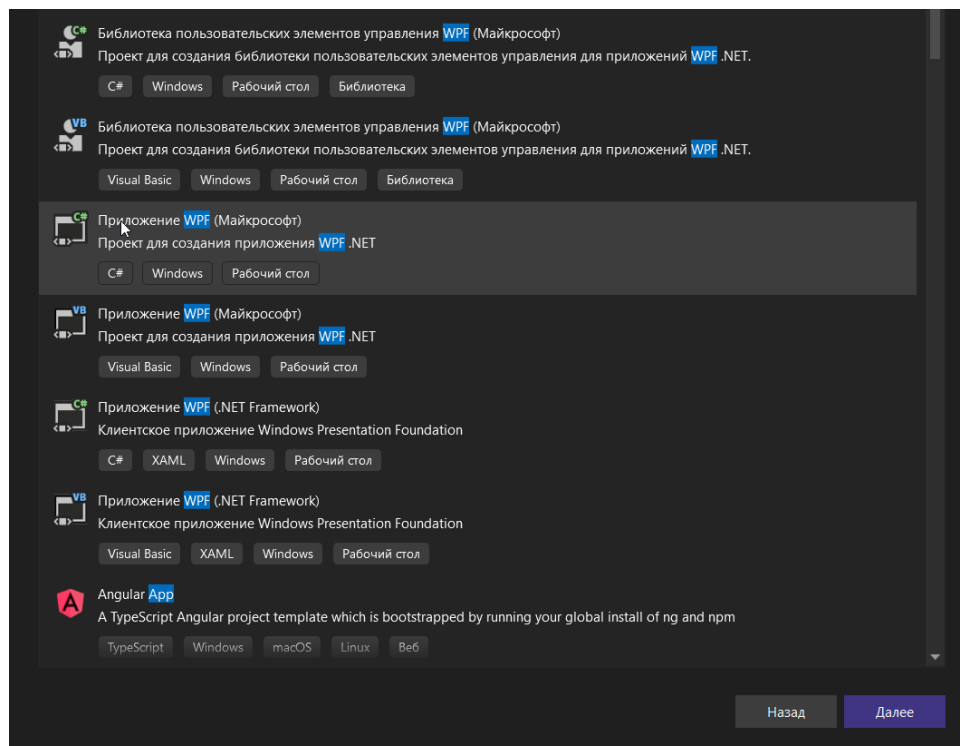 C#
Библиотека пользовательских элементов управления WPF (Майкрософт)
Проект для создания библиотеки пользовательских элементов управления для приложений WPF .NET.
C# Windows Рабочий стол Библиотека
VB
Библиотека пользовательских элементов управления WPF (Майкрософт)
Проект для создания библиотеки пользовательских элементов управления для приложений WPF .NET.
Visual Basic Windows Рабочий стол Библиотека
C#
Приложение WPF (Майкрософт)
Проект для создания приложения WPF .NET
C# Windows Рабочий стол
VB
Приложение WPF (Майкрософт)
Проект для создания приложения WPF .NET
Visual Basic Windows Рабочий стол
C#
Приложение WPF (.NET Framework)
Клиентское приложение Windows Presentation Foundation
C# XAML Windows Рабочий стол
VB
Приложение WPF (.NET Framework)
Клиентское приложение Windows Presentation Foundation
Visual Basic XAML Windows Рабочий стол
Angular App
A TypeScript Angular project template which is bootstrapped by running your global install of ng and npm
TypeScript Windows macOS Linux Веб
Назад Далее